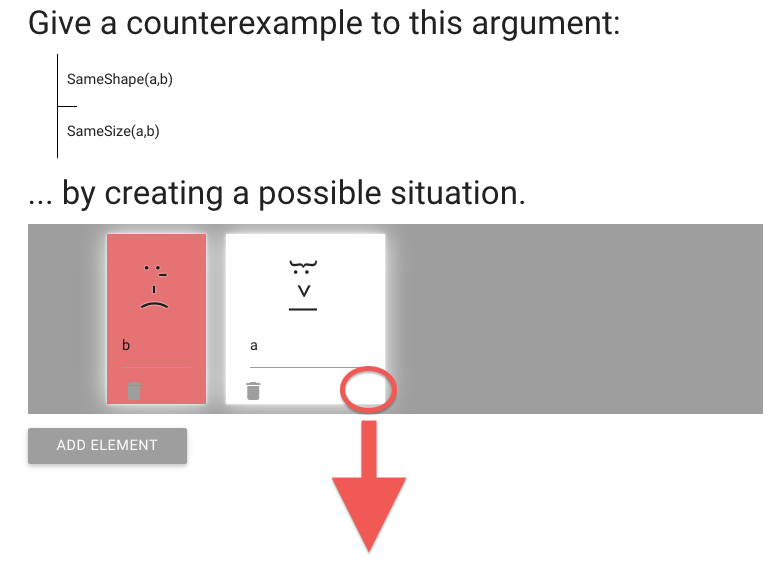 Give a counterexample to this argument:
SameShape(a,b)
SameSize(a,b)
... by creating a possible situation.
b
a
ADD ELEMENT